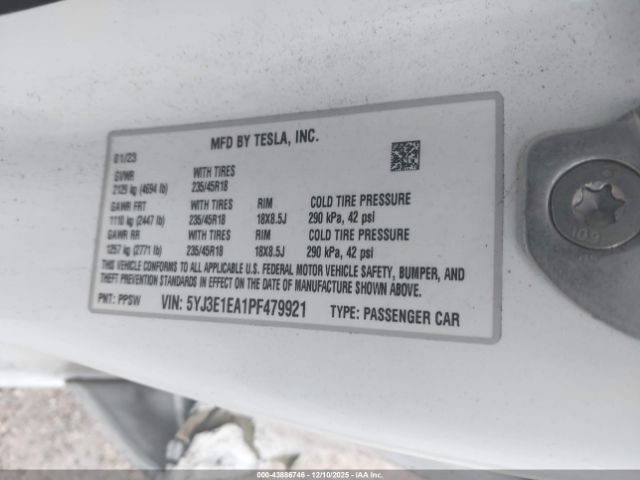 MFD BY TESLA, INC.
01/23
GVWR WITH TIRES
2129 kg (4694 lb) 235/45R18
GAWR FRT WITH TIRES RIM COLD TIRE PRESSURE
1110 kg (2447 lb) 235/45R18 18X8.5J 290 kPa, 42 psi
GAWR RR WITH TIRES RIM COLD TIRE PRESSURE
1257 kg (2771 lb) 235/45R18 18X8.5J 290 kPa, 42 psi
THIS VEHICLE CONFORMS TO ALL APPLICABLE U.S. FEDERAL MOTOR VEHICLE SAFETY, BUMPER, AND
THEFT PREVENTION STANDARDS IN EFFECT ON THE DATE OF MANUFACTURE SHOWN ABOVE.
PNT: PPSW VIN: 5YJ3E1EA1PF479921 TYPE: PASSENGER CAR
10.9
000-43886746 - 12/10/2025 - IAAI.COM